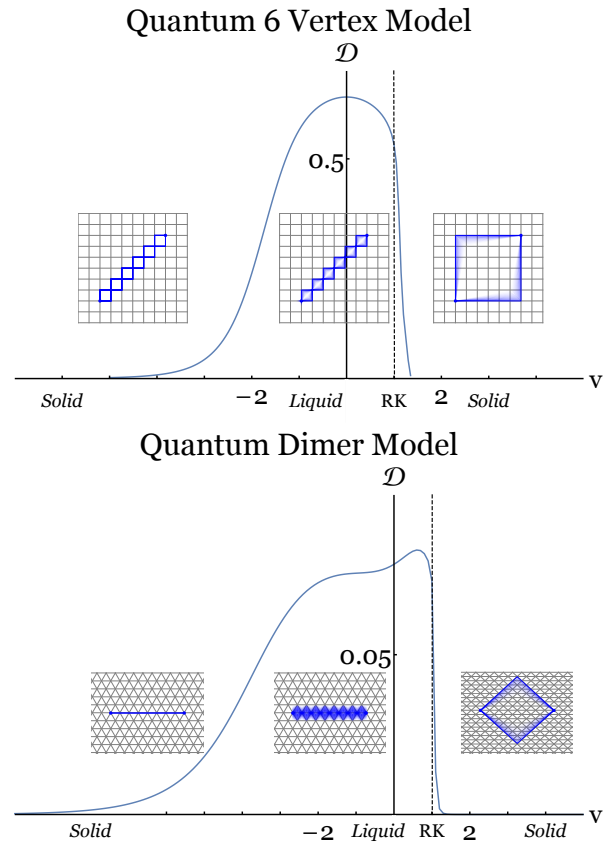 Quantum 6 Vertex Model
𝒟
0.5
v
−2
2
Solid
Liquid
RK
Solid
Quantum Dimer Model
𝒟
0.05
v
−2
2
Solid
Liquid
RK
Solid